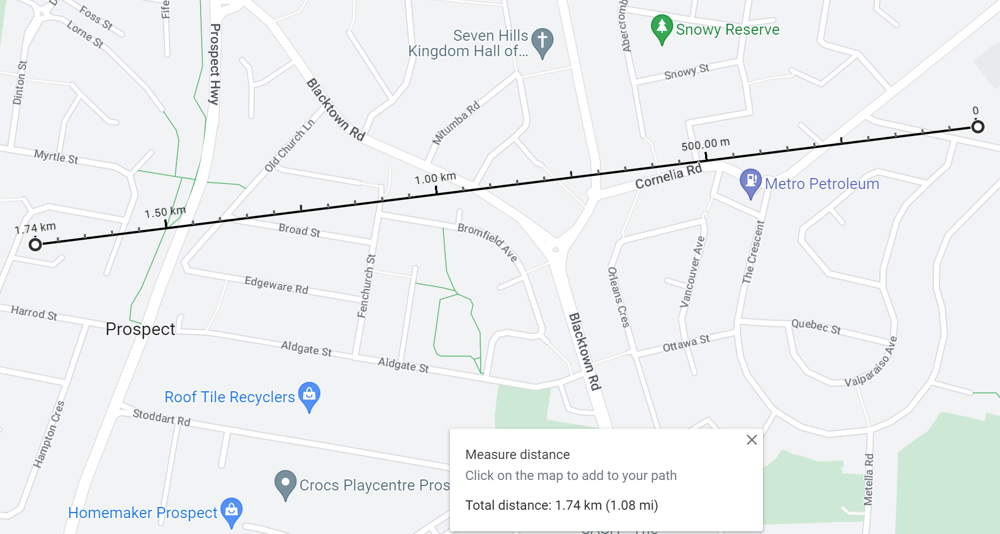 Foss St
Lorne St
Fife
Dinton St
Prospect Hwy
Seven Hills
Kingdom Hall of...
Abercromb
Snowy Reserve
Snowy St
Blacktown Rd
Mitumba Rd
Old Church Ln
Myrtle St
0
500.00 m
Cornelia Rd
1.00 km
Metro Petroleum
1.50 km
1.74 km
Broad St
Bromfield Ave
The Crescent
Vancouver Ave
Orleans Cres
Edgeware Rd
Fenchurch St
Harrod St
Prospect
Aldgate St
Aldgate St
Blacktown Rd
Ottawa St
Quebec St
Valparaiso Ave
Roof Tile Recyclers
Stoddart Rd
Hampton Cres
Metella Rd
Crocs Playcentre Pros
Homemaker Prospect
Measure distance
Click on the map to add to your path
Total distance: 1.74 km (1.08 mi)